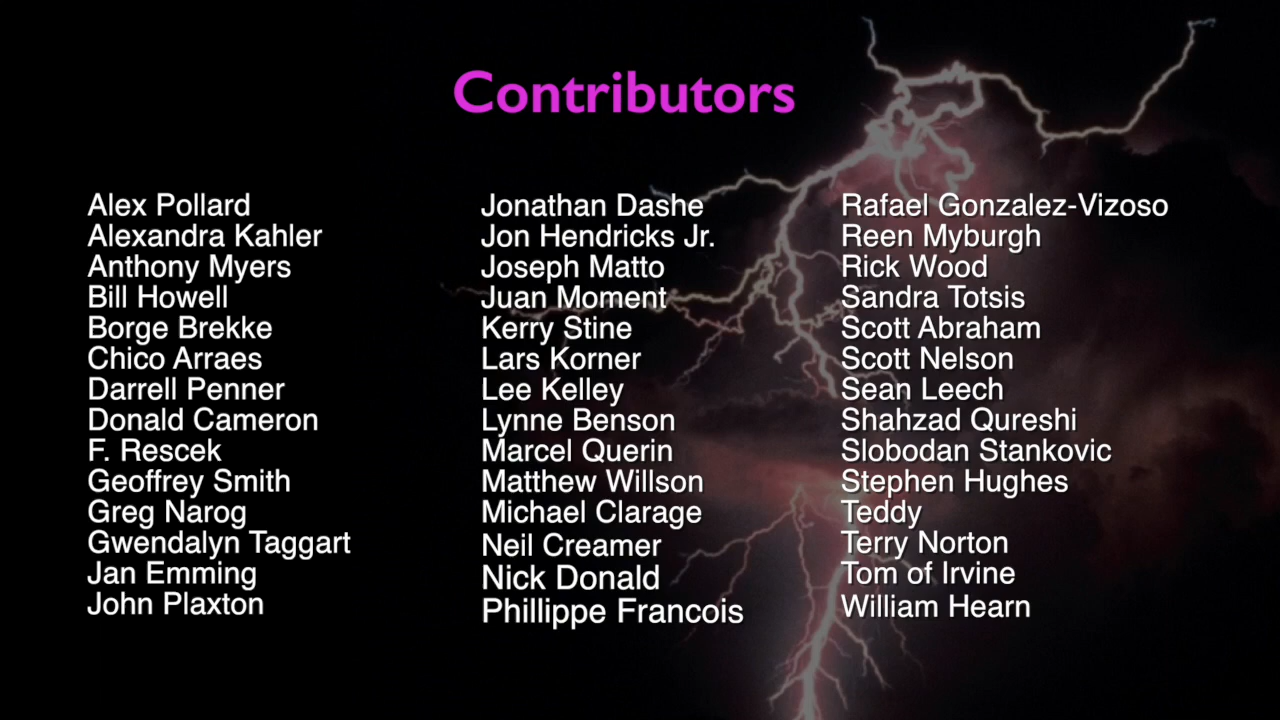 Contributors
Alex Pollard
Alexandra Kahler
Anthony Myers
Bill Howell
Borge Brekke
Chico Arraes
Darrell Penner
Donald Cameron
F. Rescek
Geoffrey Smith
Greg Narog
Gwendalyn Taggart
Jan Emming
John Plaxton
Jonathan Dashe
Jon Hendricks Jr.
Joseph Matto
Juan Moment
Kerry Stine
Lars Korner
Lee Kelley
Lynne Benson
Marcel Querin
Matthew Willson
Michael Clarage
Neil Creamer
Nick Donald
Phillippe Francois
Rafael Gonzalez-Vizoso
Reen Myburgh
Rick Wood
Sandra Totsis
Scott Abraham
Scott Nelson
Sean Leech
Shahzad Qureshi
Slobodan Stankovic
Stephen Hughes
Teddy
Terry Norton
Tom of Irvine
William Hearn